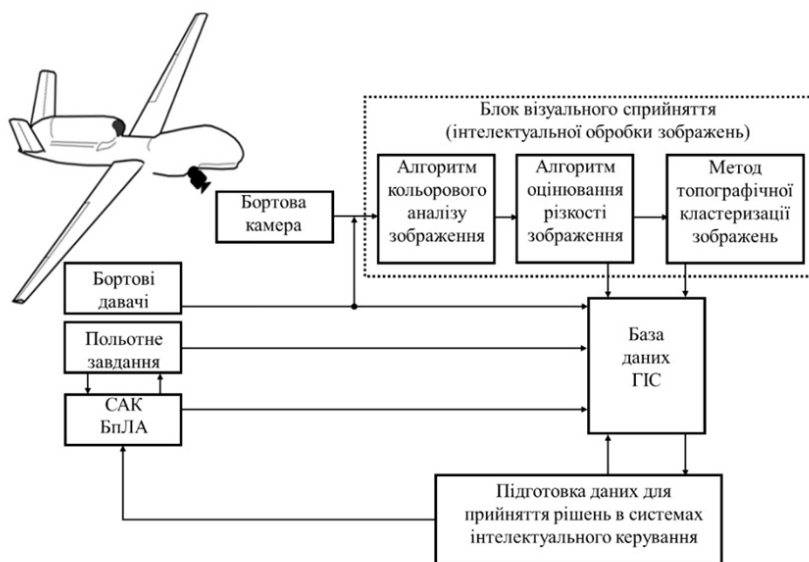 Блок візуального сприйняття
(інтелектуальної обробки зображень)
Алгоритм
кольорового
аналізу
зображення
Алгоритм
оцінювання
різкості
зображення
Метод
топографічної
кластеризації
зображень
Бортова
камера
Бортові
давачі
Польотне
завдання
САК
БпЛА
База
даних
ГІС
Підготовка даних для
прийняття рішень в системах
інтелектуального керування